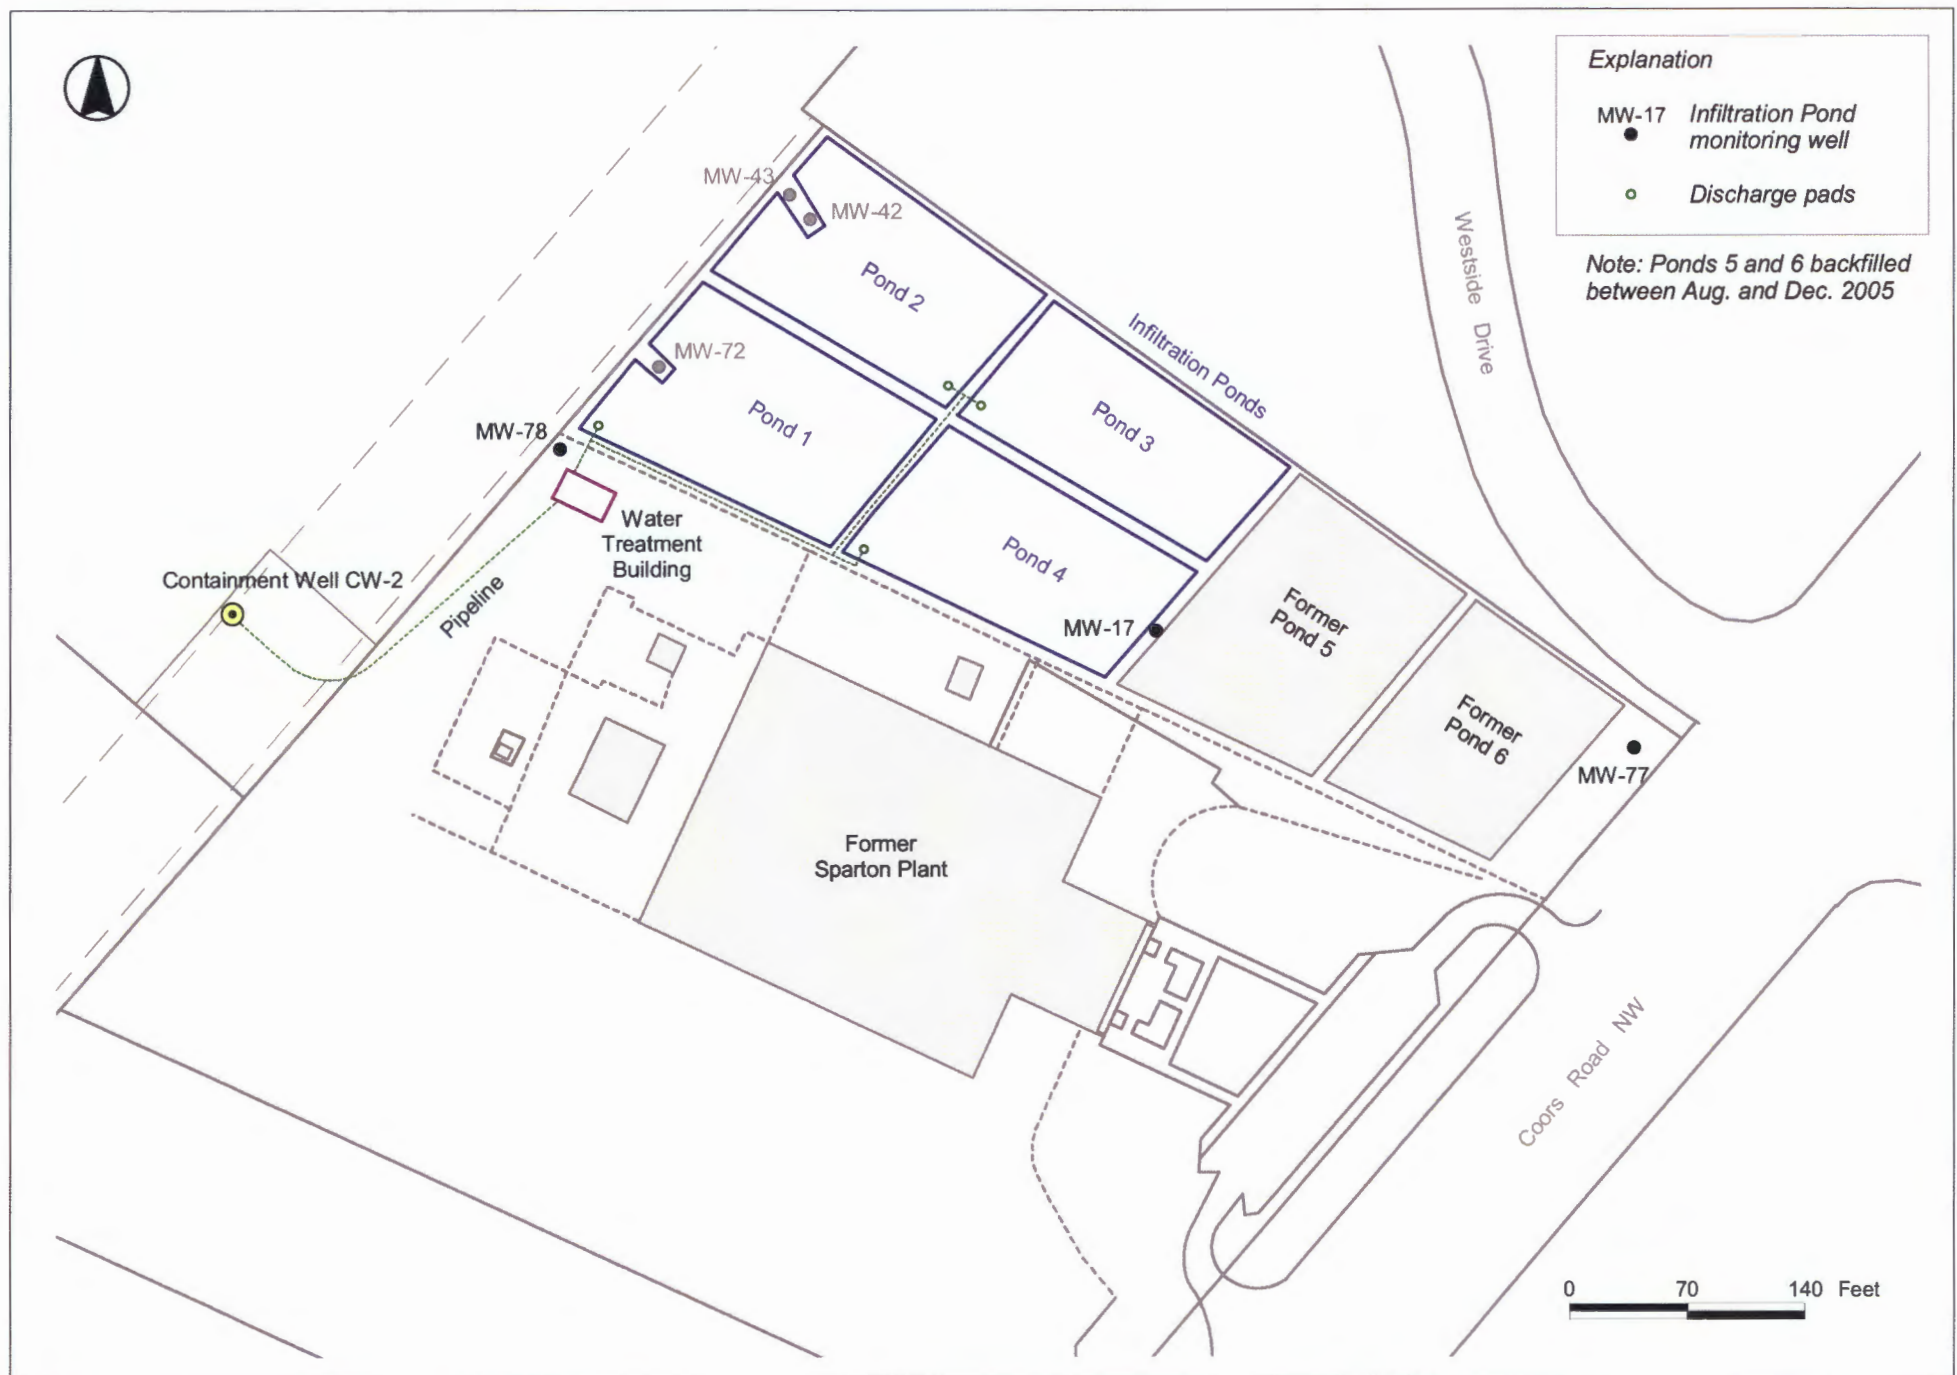 Explanation
MW-17 Infiltration Pond
monitoring well
Discharge pads
Note: Ponds 5 and 6 backfilled
between Aug. and Dec. 2005
MW-43
MW-42
Pond 2
Westside Drive
Infiltration Ponds
MW-72
Pond 1
Pond 3
MW-78
Water
Treatment
Building
Pond 4
Containment Well CW-2
Pipeline
MW-17
Former
Pond 5
Former
Pond 6
MW-77
Former
Sparton Plant
Coors Road NW
0 70 140 Feet